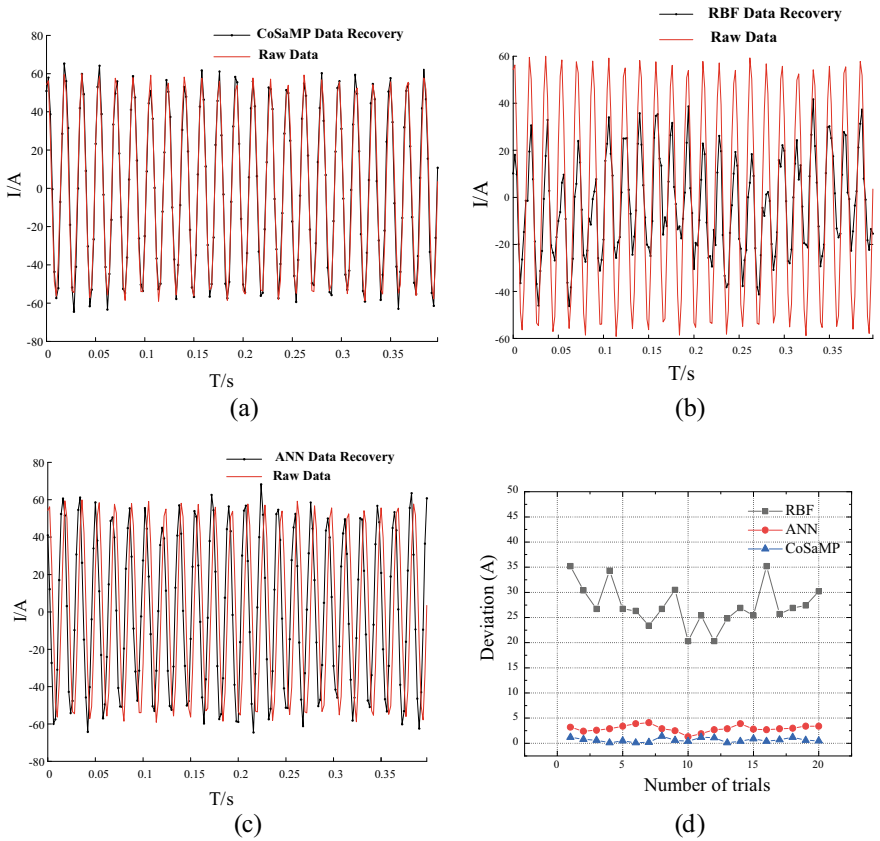 CoSaMP Data Recovery
Raw Data
80
60
40
20
0
-20
-40
-60
-80
I/A
0 0.05 0.1 0.15 0.2 0.25 0.3 0.35
T/s
(a)
RBF Data Recovery
Raw Data
60
40
20
0
-20
-40
-60
I/A
0 0.05 0.1 0.15 0.2 0.25 0.3 0.35
T/s
(b)
ANN Data Recovery
Raw Data
80
60
40
20
0
-20
-40
-60
-80
I/A
0 0.05 0.1 0.15 0.2 0.25 0.3 0.35
T/s
(c)
RBF
ANN
CoSaMP
50
45
40
35
30
25
20
15
10
5
0
Deviation (A)
0 5 10 15 20
Number of trials
(d)